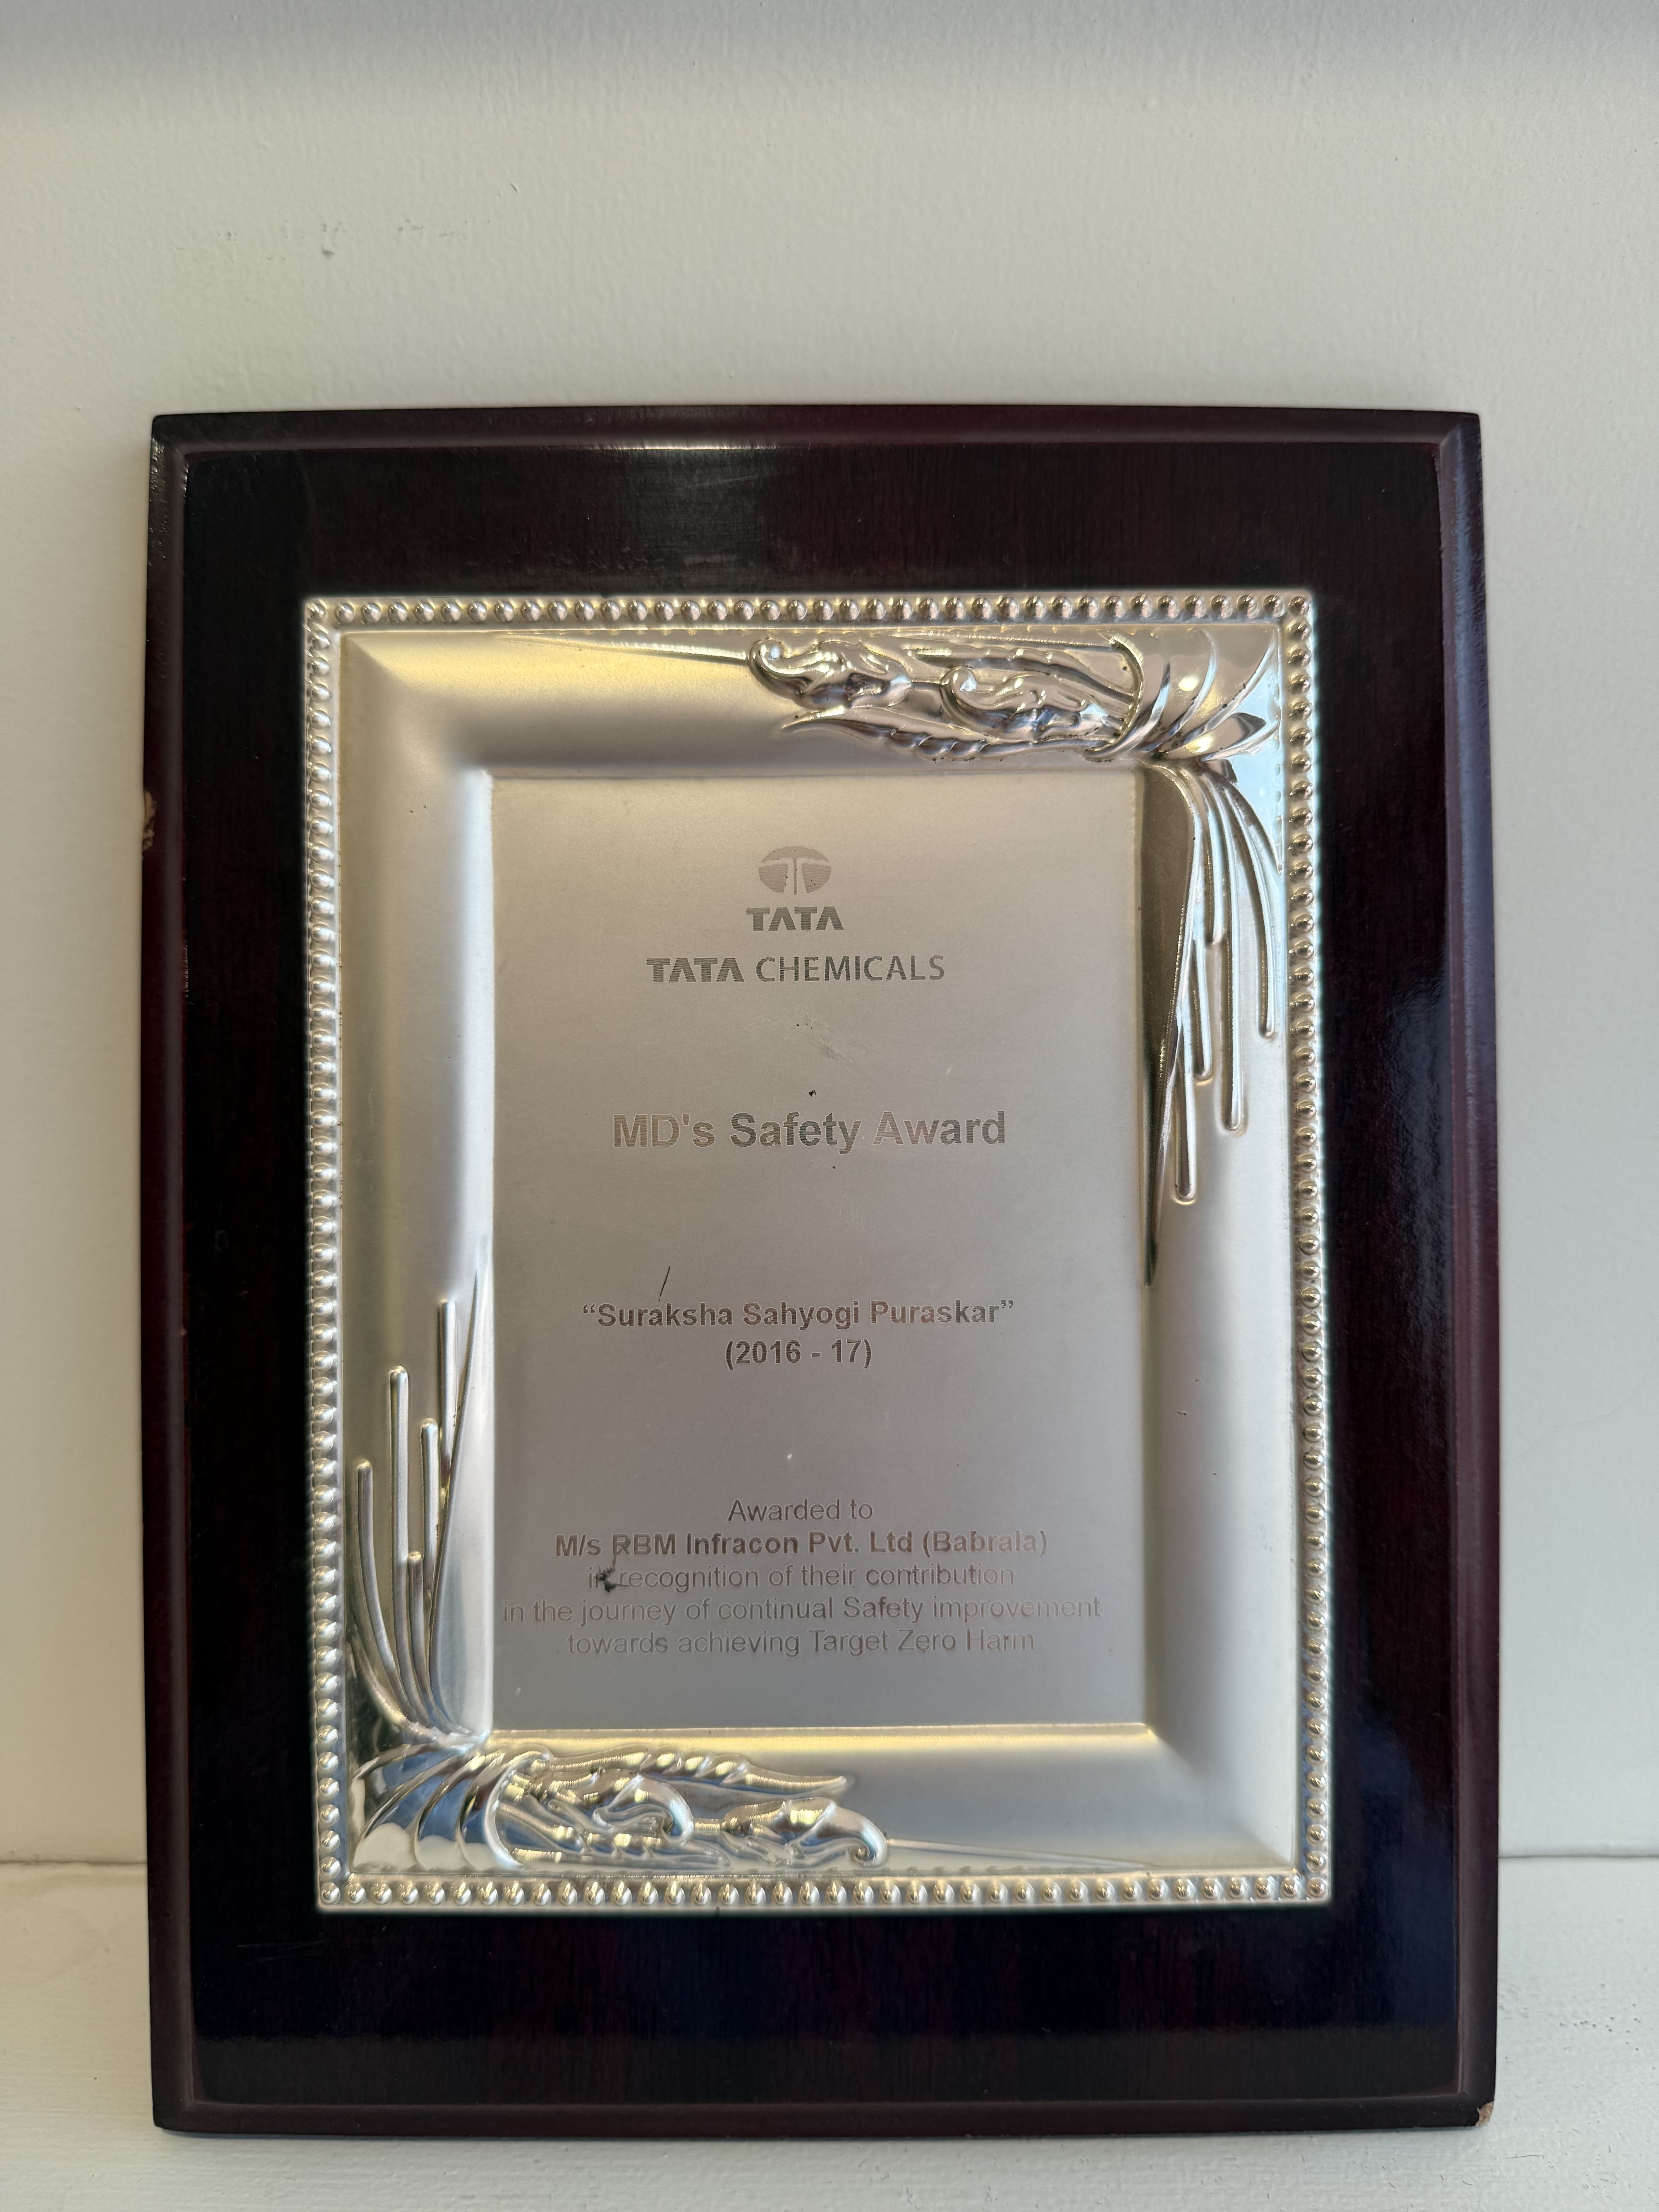 TATA
TATA CHEMICALS
MD's Safety Award
“Suraksha Sahyogi Puraskar”
(2016 - 17)
Awarded to
M/s RBM Infracon Pvt. Ltd (Babrala)
in recognition of their contribution
in the journey of continual Safety improvement
towards achieving Target Zero Harm